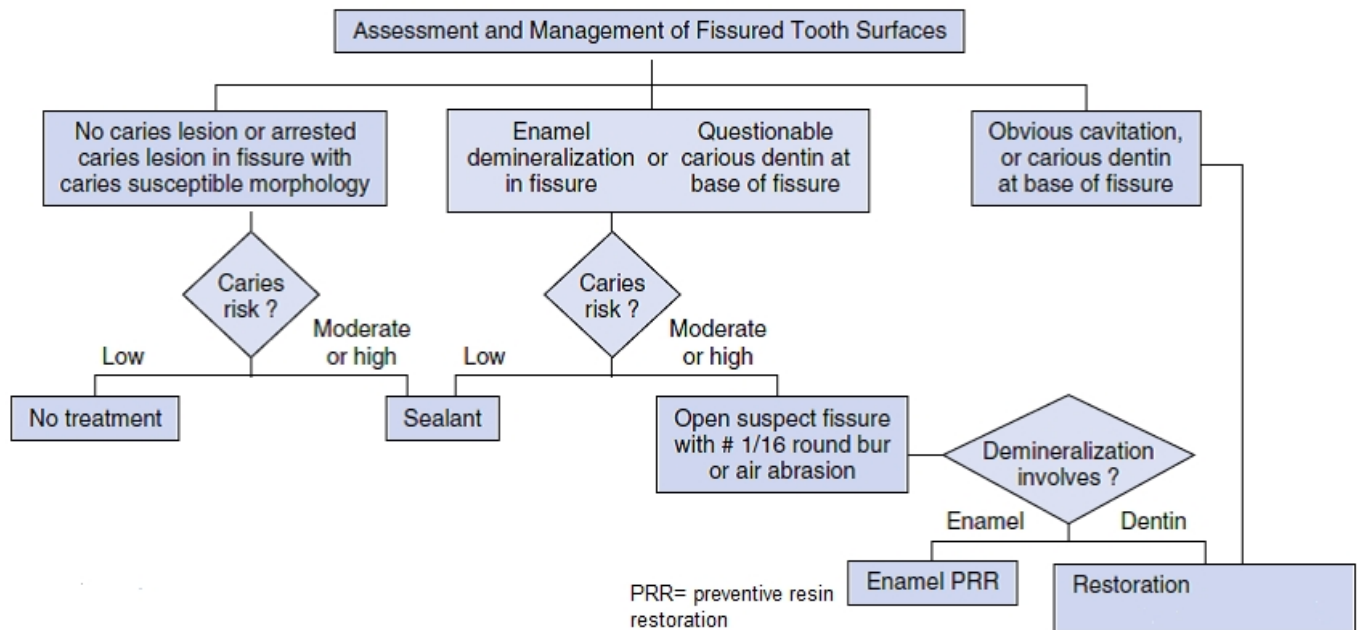 Assessment and Management of Fissured Tooth Surfaces
No caries lesion or arrested
caries lesion in fissure with
caries susceptible morphology
Enamel
demineralization or
in fissure
Questionable
carious dentin at
base of fissure
Obvious cavitation,
or carious dentin
at base of fissure
Caries
risk ?
Low
Moderate
or high
No treatment
Sealant
Caries
risk ?
Low
Moderate
or high
Open suspect fissure
with # 1/16 round bur
or air abrasion
Demineralization
involves ?
Enamel
Dentin
Enamel PRR
Restoration
PRR= preventive resin
restoration